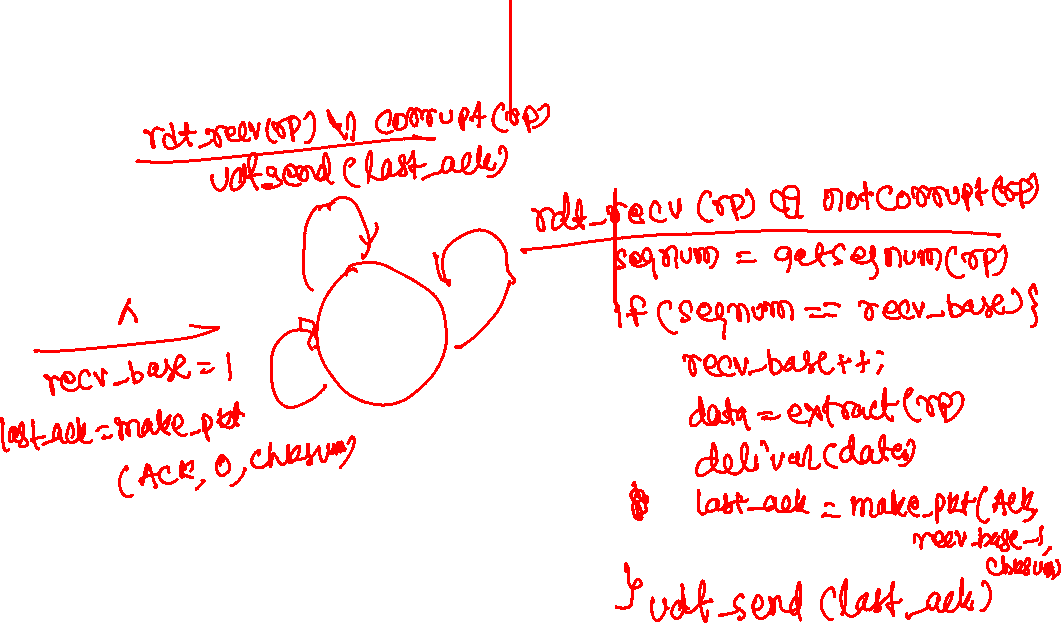 rdt_recv(rp) && corrupt(rp)
udt_send(last_ack)
rdt_recv(rp) && notcorrupt(rp)
seqnum = getseqnum(rp)
if(seqnum == recv_base){
recv_base++;
data = extract(rp)
deliver(data)
last_ack = make_pkt(Ack,
recv_base-1,
chksum)
}
udt_send(last_ack)
Λ
recv_base = 1
last_ack = make_pkt
(ACK, 0, chksum)